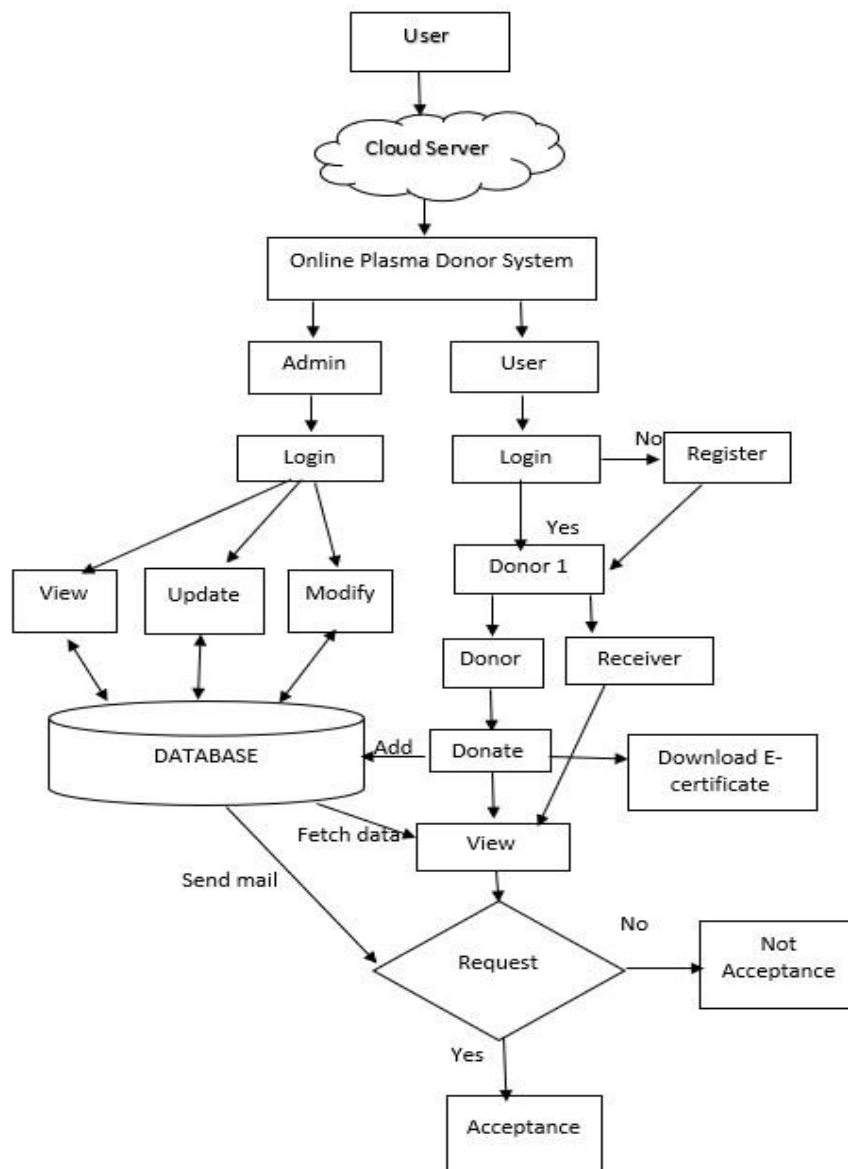 User
Cloud Server
Online Plasma Donor System
Admin
User
Login
Login
No
Register
Yes
View
Update
Modify
Donor 1
Donor
Receiver
DATABASE
Add
Donate
Download E-
certificate
Fetch data
View
Send mail
Request
No
Not
Acceptance
Yes
Acceptance